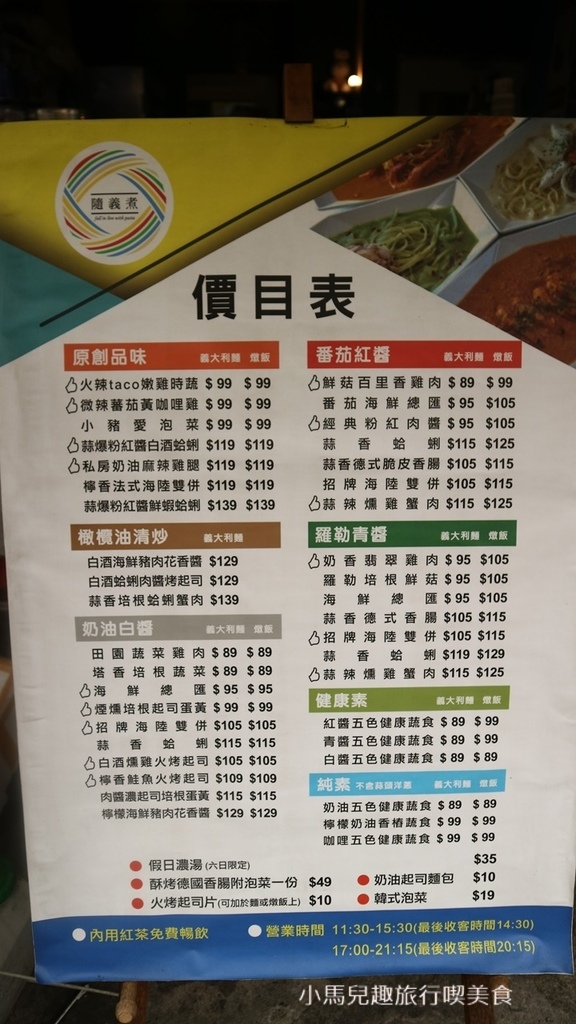 隨義煮
fall in line with pasta
價目表
原創品味 義大利麵 燉飯
火辣taco嫩雞時蔬 $99 $99
微辣蕃茄黃咖哩雞 $99 $99
小豬愛泡菜 $99 $99
蒜爆粉紅醬白酒蛤蜊 $119 $119
私房奶油麻辣雞腿 $119 $119
檸香法式海陸雙併 $119 $119
蒜爆粉紅醬鮮蝦蛤蜊 $139 $139
橄欖油清炒 義大利麵
白酒海鮮豬肉花香醬 $129
白酒蛤蜊肉醬烤起司 $129
蒜香培根蛤蜊蟹肉 $139
奶油白醬 義大利麵 燉飯
田園蔬菜雞肉 $89 $89
塔香培根蔬菜 $89 $89
海鮮總匯 $95 $95
煙燻培根起司蛋黃 $99 $99
招牌海陸雙併 $105 $105
蒜香蛤蜊 $115 $115
白酒燻雞火烤起司 $105 $105
檸香鮭魚火烤起司 $109 $109
肉醬濃起司培根蛋黃 $115 $115
檸檬海鮮豬肉花香醬 $129 $129
番茄紅醬 義大利麵 燉飯
鮮菇百里香雞肉 $89 $99
番茄海鮮總匯 $95 $105
經典粉紅肉醬 $95 $105
蒜香蛤蜊 $115 $125
蒜香德式脆皮香腸 $105 $115
招牌海陸雙併 $105 $115
蒜辣燻雞蟹肉 $115 $125
羅勒青醬 義大利麵 燉飯
奶香翡翠雞肉 $95 $105
羅勒培根鮮菇 $95 $105
海鮮總匯 $95 $105
蒜香德式香腸 $105 $115
招牌海陸雙併 $105 $115
蒜香蛤蜊 $119 $129
蒜辣燻雞蟹肉 $115 $125
健康素 義大利麵 燉飯
紅醬五色健康蔬食 $89 $99
青醬五色健康蔬食 $89 $99
白醬五色健康蔬食 $89 $89
純素 不含蒜頭洋蔥 義大利麵 燉飯
奶油五色健康蔬食 $89 $89
檸檬奶油香樁蔬食 $99 $99
咖哩五色健康蔬食 $99 $99
假日濃湯(六日限定) $35
酥烤德國香腸附泡菜一份 $49
奶油起司麵包 $10
火烤起司片(可加於麵或燉飯上) $10
韓式泡菜 $19
內用紅茶免費暢飲
營業時間 11:30-15:30(最後收客時間14:30)
17:00-21:15(最後收客時間20:15)
小馬兒趣旅行喫美食